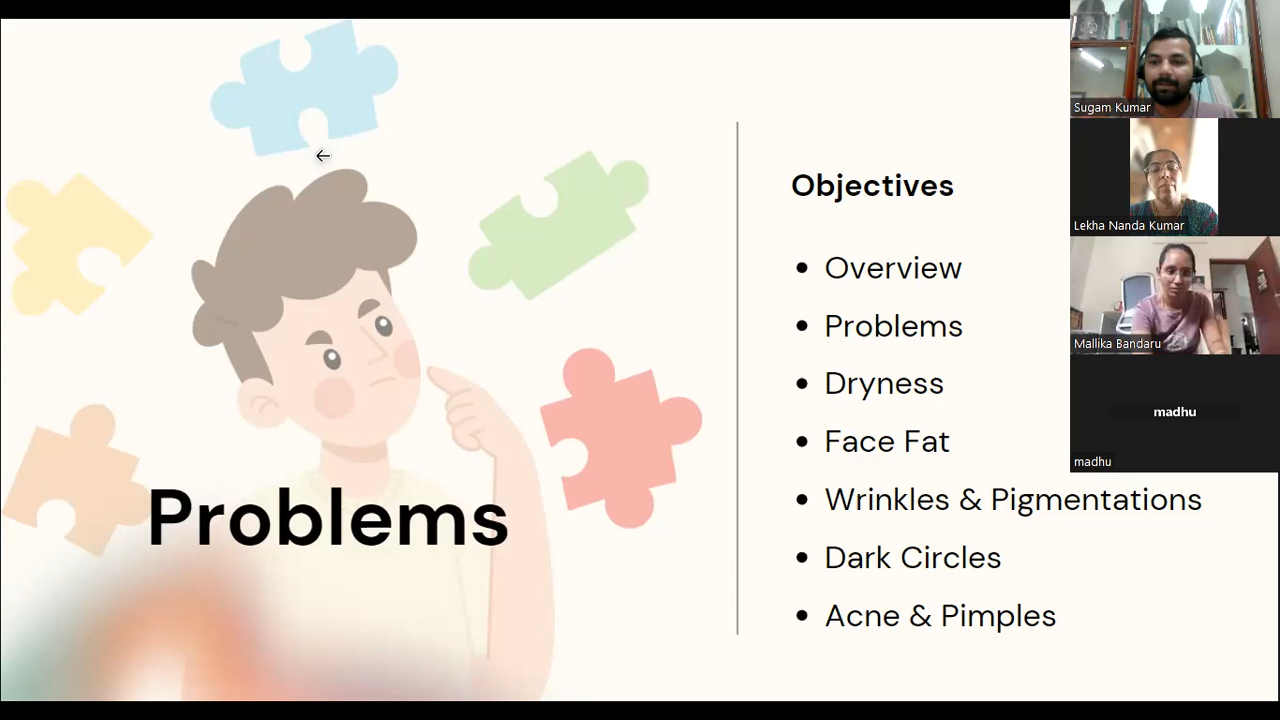 Problems
Objectives
• Overview
• Problems
• Dryness
• Face Fat
• Wrinkles & Pigmentations
• Dark Circles
• Acne & Pimples
Sugam Kumar
Lekha Nanda Kumar
Mallika Bandaru
madhu
madhu